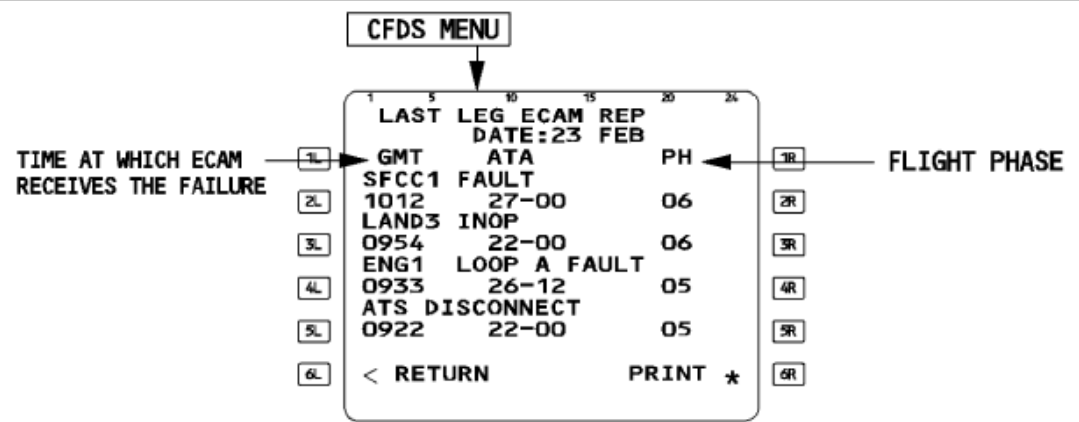 CFDS MENU
1 5 10 15 20 24
LAST LEG ECAM REP
DATE:23 FEB
TIME AT WHICH ECAM
RECEIVES THE FAILURE
1L GMT ATA PH 1R
FLIGHT PHASE
SFCC1 FAULT
2L 1012 27-00 06 2R
LAND3 INOP
3L 0954 22-00 06 3R
ENG1 LOOP A FAULT
4L 0933 26-12 05 4R
ATS DISCONNECT
5L 0922 22-00 05 5R
6L < RETURN PRINT * 6R